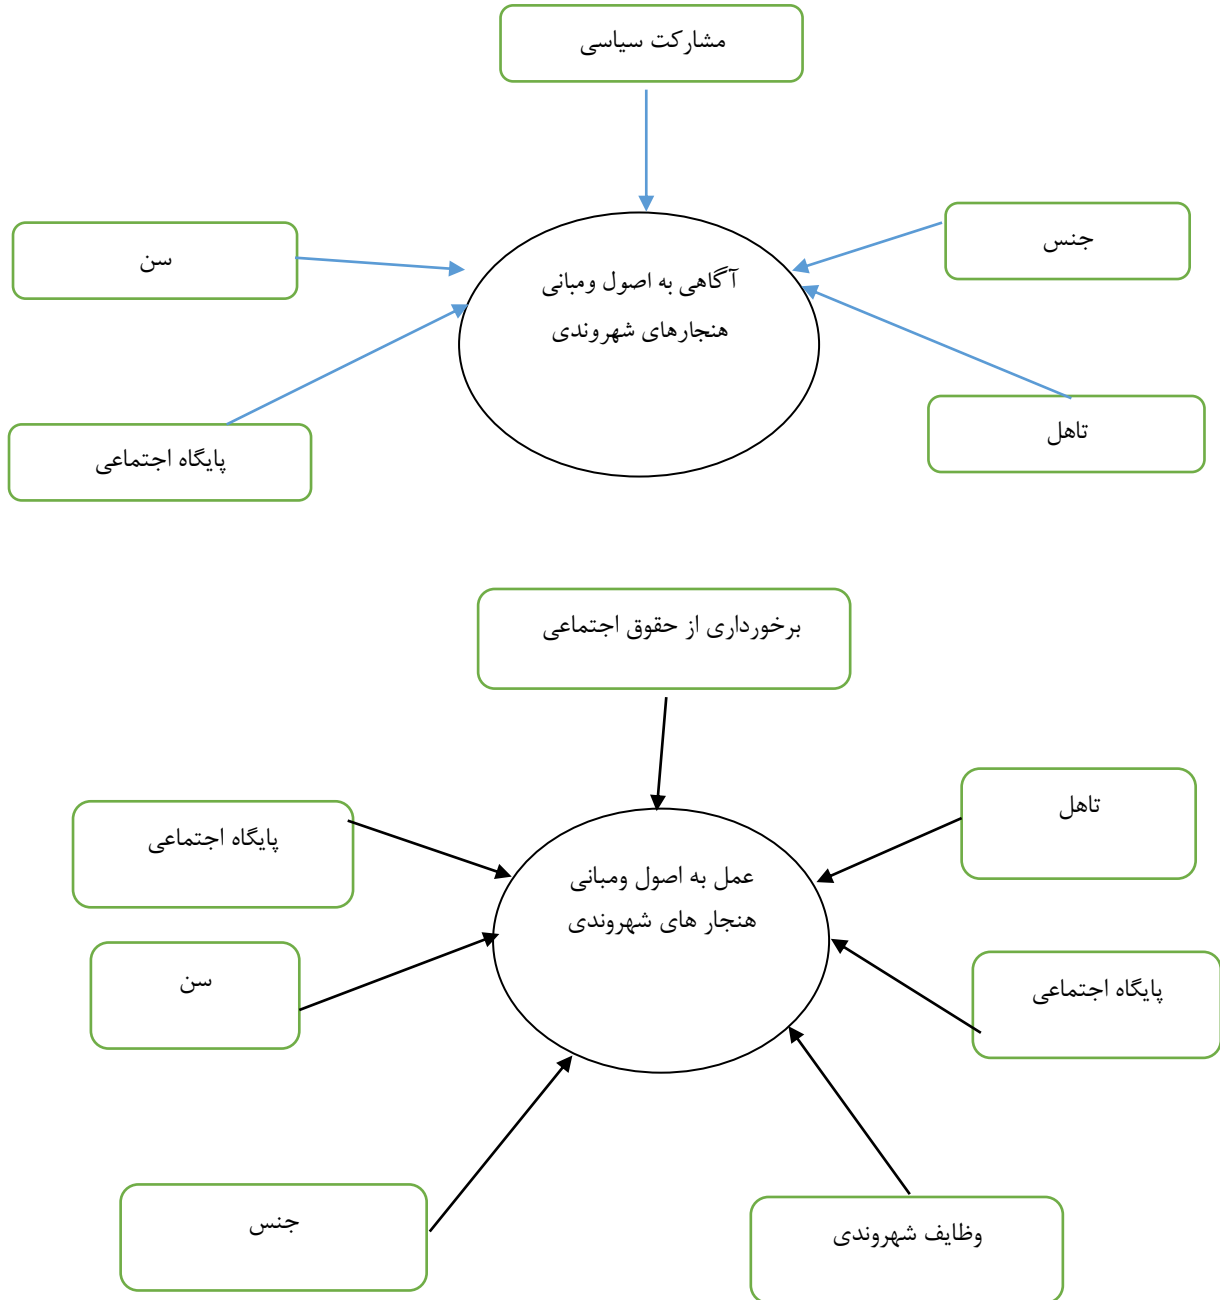 مشارکت سیاسی
جنس
سن
آگاهی به اصول ومبانی
هنجارهای شهروندی
تاهل
پایگاه اجتماعی
برخورداری از حقوق اجتماعی
تاهل
پایگاه اجتماعی
عمل به اصول ومبانی
هنجار های شهروندی
پایگاه اجتماعی
سن
جنس
وظایف شهروندی